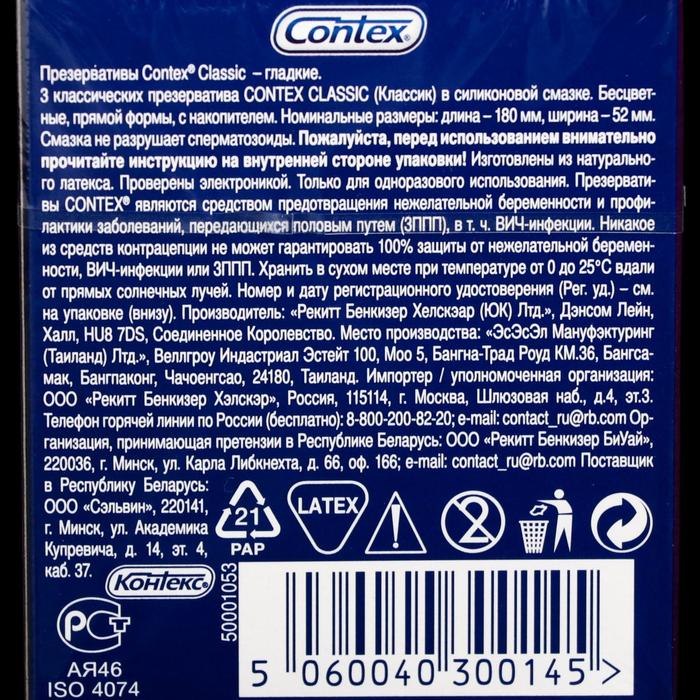 Contex®
Презервативы Contex® Classic – гладкие.
3 классических презерватива CONTEX CLASSIC (Классик) в силиконовой смазке. Бесцвет-
ные, прямой формы, с накопителем. Номинальные размеры: длина – 180 мм, ширина – 52 мм.
Смазка не разрушает сперматозоиды. Пожалуйста, перед использованием внимательно
прочитайте инструкцию на внутренней стороне упаковки! Изготовлены из натурально-
го латекса. Проверены электроникой. Только для одноразового использования. Презервати-
вы CONTEX® являются средством предотвращения нежелательной беременности и профи-
лактики заболеваний, передающихся половым путем (ЗППП), в т. ч. ВИЧ-инфекции. Никакое
из средств контрацепции не может гарантировать 100% защиты от нежелательной беремен-
ности, ВИЧ-инфекции или ЗППП. Хранить в сухом месте при температуре от 0 до 25°С вдали
от прямых солнечных лучей. Номер и дату регистрационного удостоверения (Рег. уд.) – см.
на упаковке (внизу). Производитель: «Рекитт Бенкизер Хелскэар (ЮК) Лтд.», Дэнсом Лейн,
Халл, HU8 7DS, Соединенное Королевство. Место производства: «ЭсЭсЭл Мануфэктуринг
(Таиланд) Лтд.», Веллгроу Индастриал Эстейт 100, Моо 5, Бангна-Трад Роуд КМ.36, Бангса-
мак, Бангпаконг, Чачоенгсао, 24180, Таиланд. Импортер / уполномоченная организация:
ООО «Рекитт Бенкизер Хэлскэр», Россия, 115114, г. Москва, Шлюзовая наб., д.4, эт.3.
Телефон горячей линии по России (бесплатно): 8-800-200-82-20; e-mail: contact_ru@rb.com Ор-
ганизация, принимающая претензии в Республике Беларусь: ООО «Рекитт Бенкизер БиУай»,
220036, г. Минск, ул. Карла Либкнехта, д. 66, оф. 166; e-mail: contact_ru@rb.com Поставщик
в Республику Беларусь:
ООО «Сэльвин», 220141,
г. Минск, ул. Академика
Купревича, д. 14, эт. 4,
каб. 37.
21
PAP
LATEX
2
Контекс®
50001053
РСТ
АЯ46
ISO 4074
5 060040 300145 >